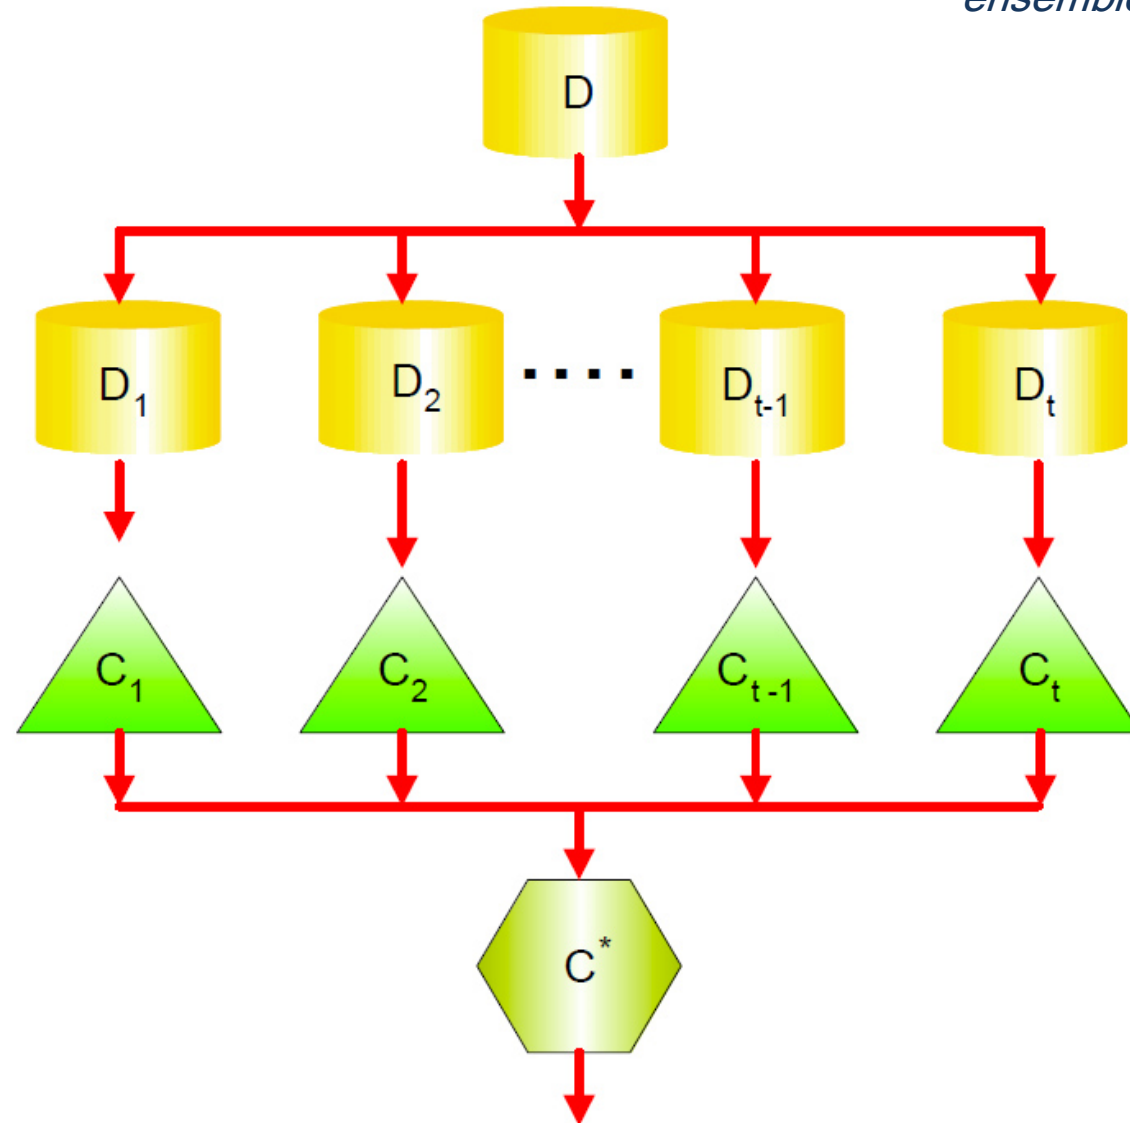 D
D₁ D₂ .... Dₜ₋₁ Dₜ
C₁ C₂ Cₜ₋₁ Cₜ
C*